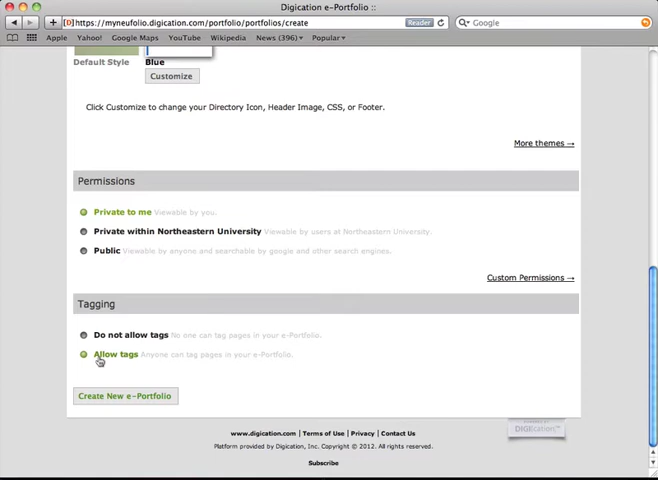 Digication e-Portfolio ::
https://myneufolio.digication.com/portfolio/portfolios/create
Reader
Google
Apple Yahoo! Google Maps YouTube Wikipedia News (396) Popular
Default Style Blue
Customize
Click Customize to change your Directory Icon, Header Image, CSS, or Footer.
More themes →
Permissions
Private to me Viewable by you.
Private within Northeastern University Viewable by users at Northeastern University.
Public Viewable by anyone and searchable by google and other search engines.
Custom Permissions →
Tagging
Do not allow tags No one can tag pages in your e-Portfolio.
Allow tags Anyone can tag pages in your e-Portfolio.
Create New e-Portfolio
www.digication.com | Terms of Use | Privacy | Contact Us
DIGICation™
Platform provided by Digication, Inc. Copyright © 2012. All rights reserved.
Subscribe